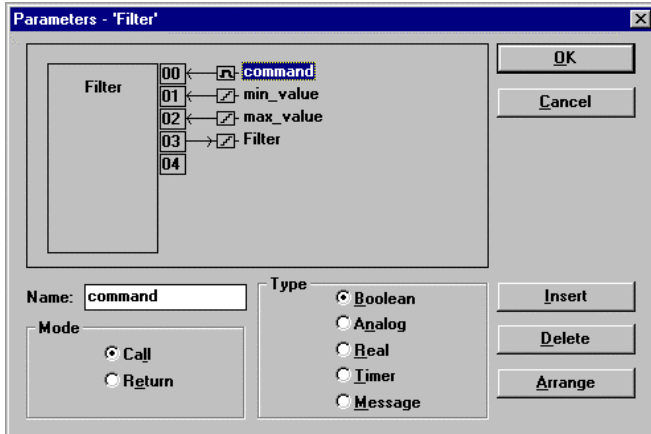 Parameters - 'Filter'
Filter
00 command
01 min_value
02 max_value
03 Filter
04
OK
Cancel
Name: command
Mode
Call
Return
Type
Boolean
Analog
Real
Timer
Message
Insert
Delete
Arrange